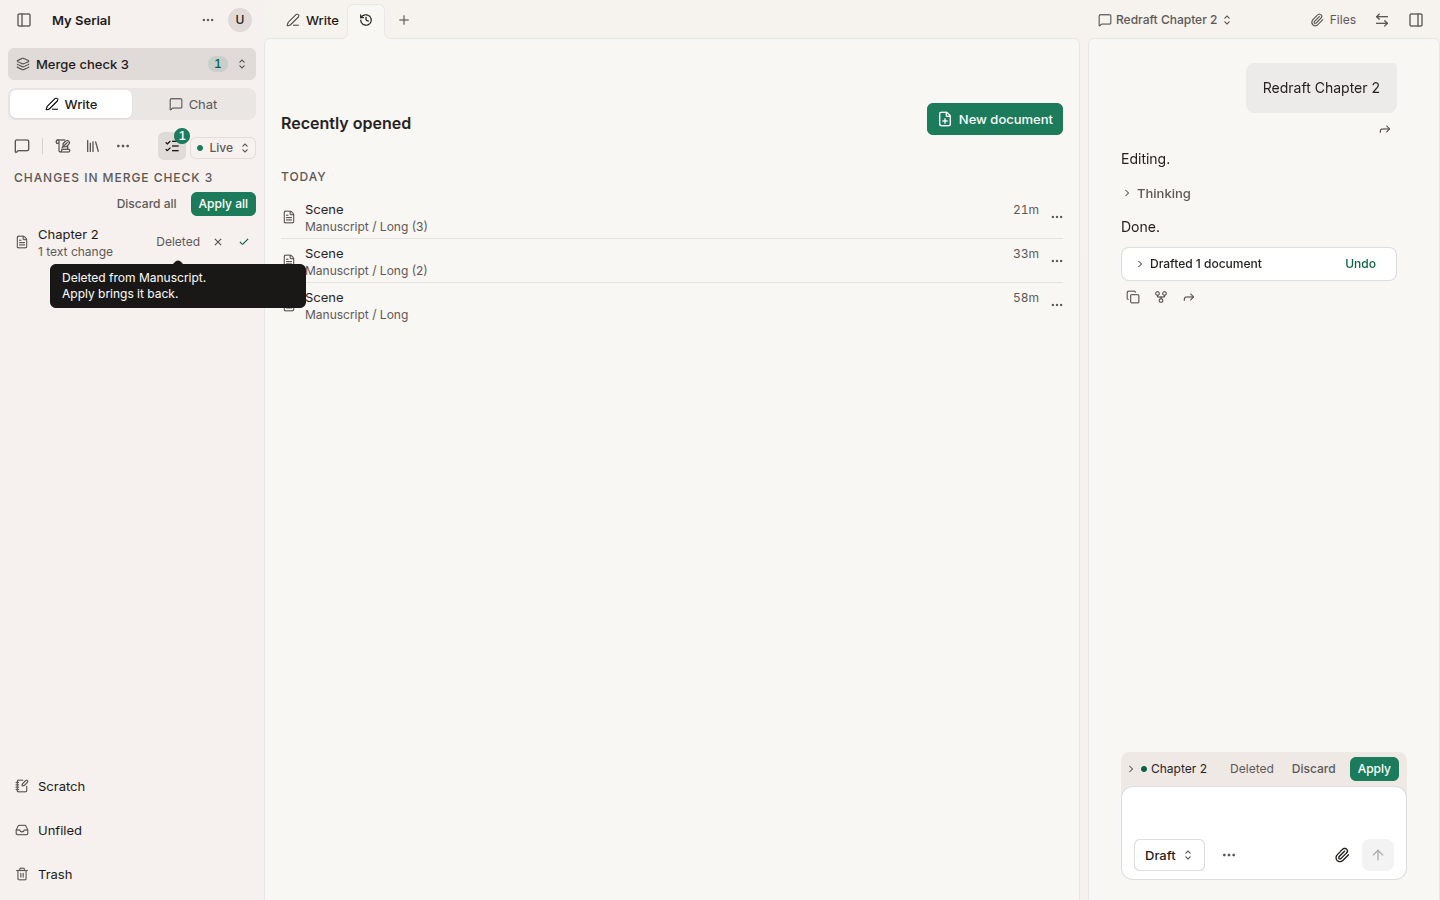 My Serial
U
Merge check 3
1
Write
Chat
1
Live
CHANGES IN MERGE CHECK 3
Discard all
Apply all
Chapter 2
1 text change
Deleted
Deleted from Manuscript.
Apply brings it back.
Scratch
Unfiled
Trash
Write
Recently opened
New document
TODAY
Scene
Manuscript / Long (3)
21m
Scene
Manuscript / Long (2)
33m
Scene
Manuscript / Long
58m
Redraft Chapter 2
Files
Redraft Chapter 2
Editing.
Thinking
Done.
Drafted 1 document
Undo
Chapter 2
Deleted
Discard
Apply
Draft